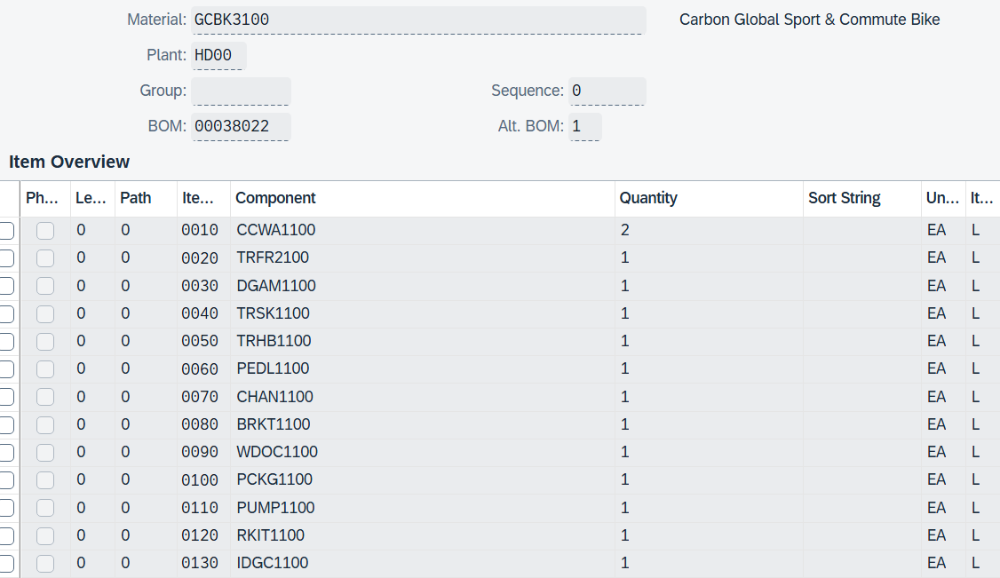 Material: GCBK3100 Carbon Global Sport & Commute Bike
Plant: HD00
Group: Sequence: 0
BOM: 00038022 Alt. BOM: 1
Item Overview
Ph... Le... Path Ite... Component Quantity Sort String Un... It...
0 0 0010 CCWA1100 2 EA L
0 0 0020 TRFR2100 1 EA L
0 0 0030 DGAM1100 1 EA L
0 0 0040 TRSK1100 1 EA L
0 0 0050 TRHB1100 1 EA L
0 0 0060 PEDL1100 1 EA L
0 0 0070 CHAN1100 1 EA L
0 0 0080 BRKT1100 1 EA L
0 0 0090 WDOC1100 1 EA L
0 0 0100 PCKG1100 1 EA L
0 0 0110 PUMP1100 1 EA L
0 0 0120 RKIT1100 1 EA L
0 0 0130 IDGC1100 1 EA L